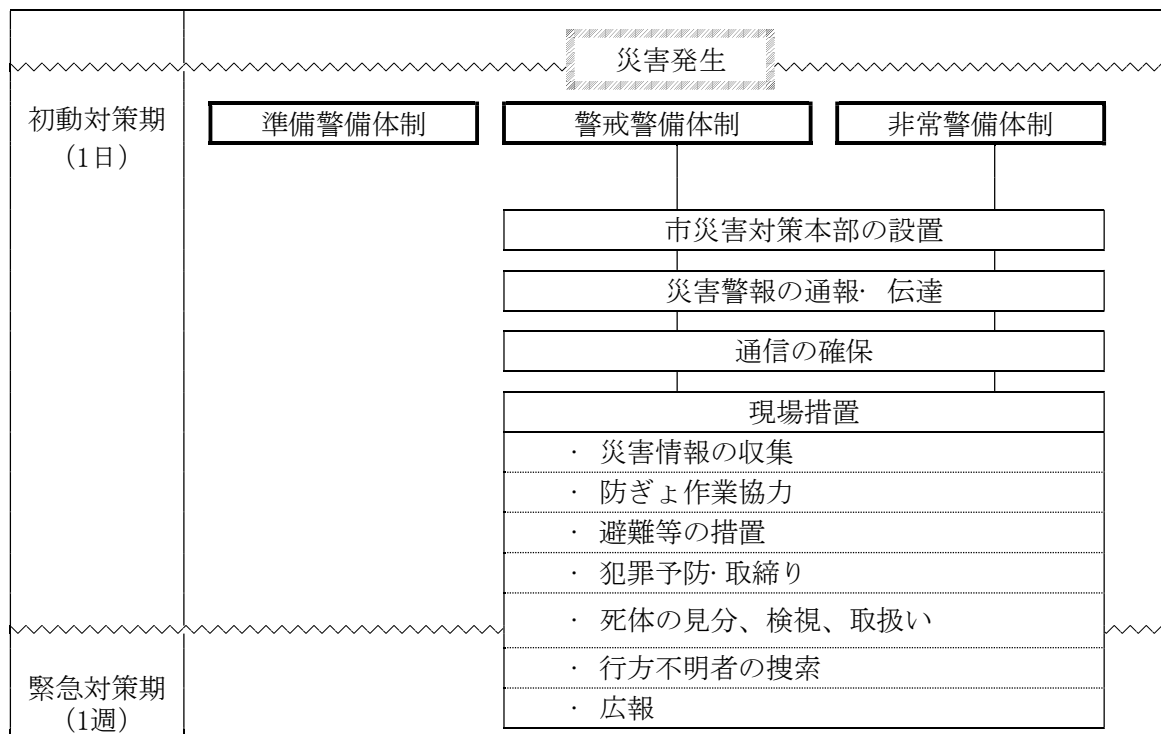 災害発生
初動対策期
(1日)
準備警備体制
警戒警備体制
非常警備体制
市災害対策本部の設置
災害警報の通報・ 伝達
通信の確保
現場措置
・ 災害情報の収集
・ 防ぎょ作業協力
・ 避難等の措置
・ 犯罪予防・取締り
・ 死体の見分、検視、取扱い
・ 行方不明者の捜索
・ 広報
緊急対策期
(1週)